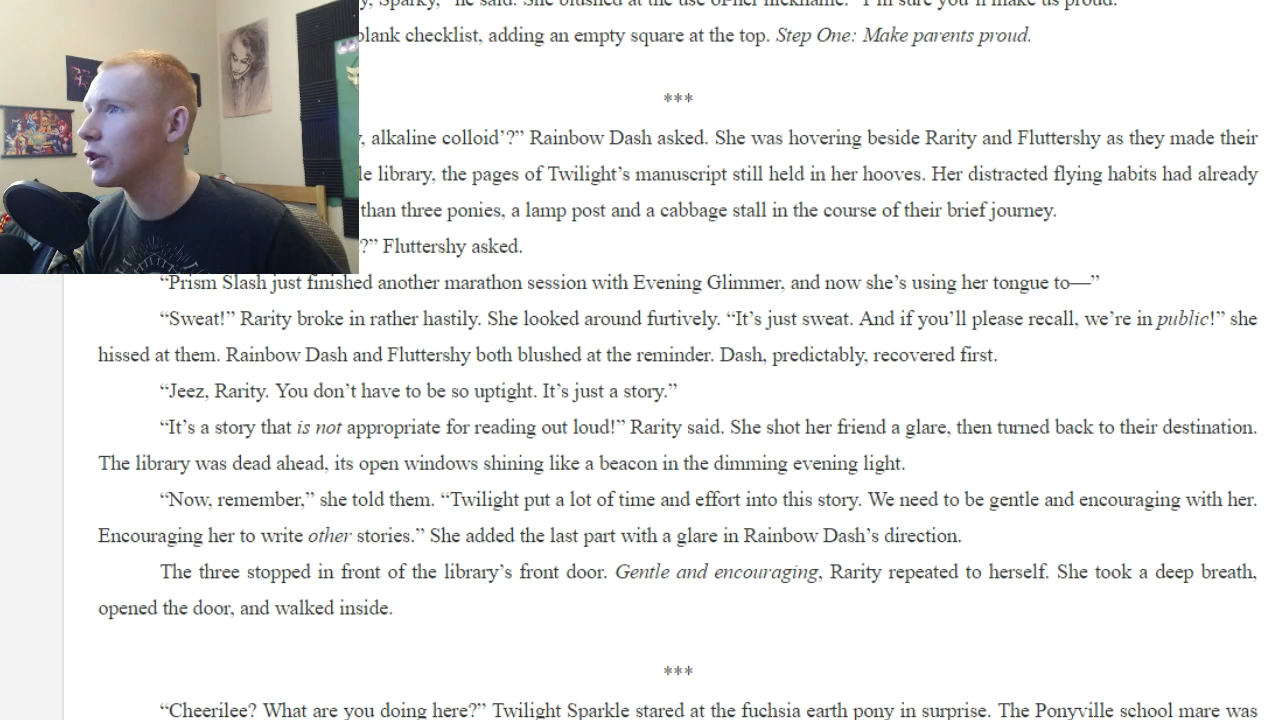 y, Sparky," he said. She blushed at the use of her nickname. "I'm sure you'll make us proud."
blank checklist, adding an empty square at the top. Step One: Make parents proud.
***
, alkaline colloid'?” Rainbow Dash asked. She was hovering beside Rarity and Fluttershy as they made their
le library, the pages of Twilight’s manuscript still held in her hooves. Her distracted flying habits had already
than three ponies, a lamp post and a cabbage stall in the course of their brief journey.
?” Fluttershy asked.
“Prism Slash just finished another marathon session with Evening Glimmer, and now she’s using her tongue to—”
“Sweat!” Rarity broke in rather hastily. She looked around furtively. “It’s just sweat. And if you’ll please recall, we’re in public!” she
hissed at them. Rainbow Dash and Fluttershy both blushed at the reminder. Dash, predictably, recovered first.
“Jeez, Rarity. You don’t have to be so uptight. It’s just a story.”
“It’s a story that is not appropriate for reading out loud!” Rarity said. She shot her friend a glare, then turned back to their destination.
The library was dead ahead, its open windows shining like a beacon in the dimming evening light.
“Now, remember,” she told them. “Twilight put a lot of time and effort into this story. We need to be gentle and encouraging with her.
Encouraging her to write other stories.” She added the last part with a glare in Rainbow Dash’s direction.
The three stopped in front of the library’s front door. Gentle and encouraging, Rarity repeated to herself. She took a deep breath,
opened the door, and walked inside.
***
“Cheerilee? What are you doing here?” Twilight Sparkle stared at the fuchsia earth pony in surprise. The Ponyville school mare was